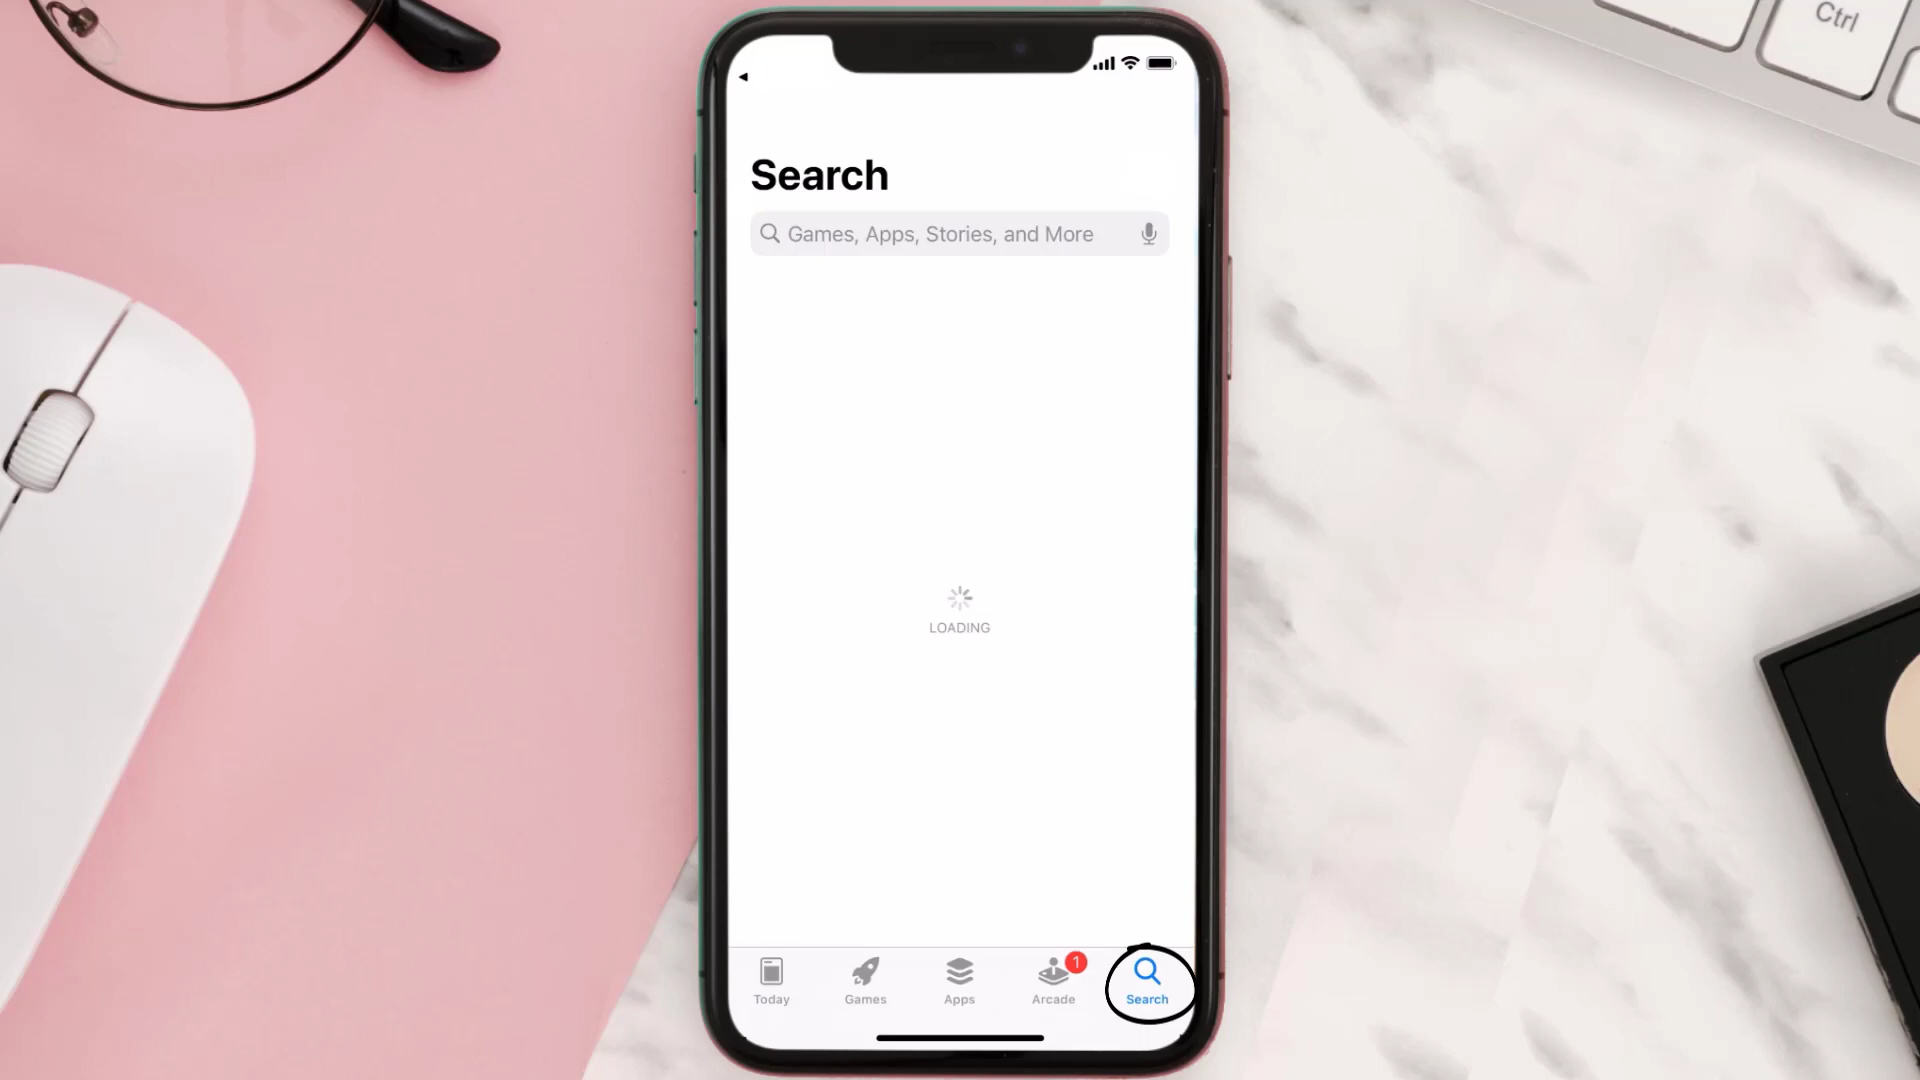 Ctrl
Search
Games, Apps, Stories, and More
LOADING
1
Today
Games
Apps
Arcade
Search